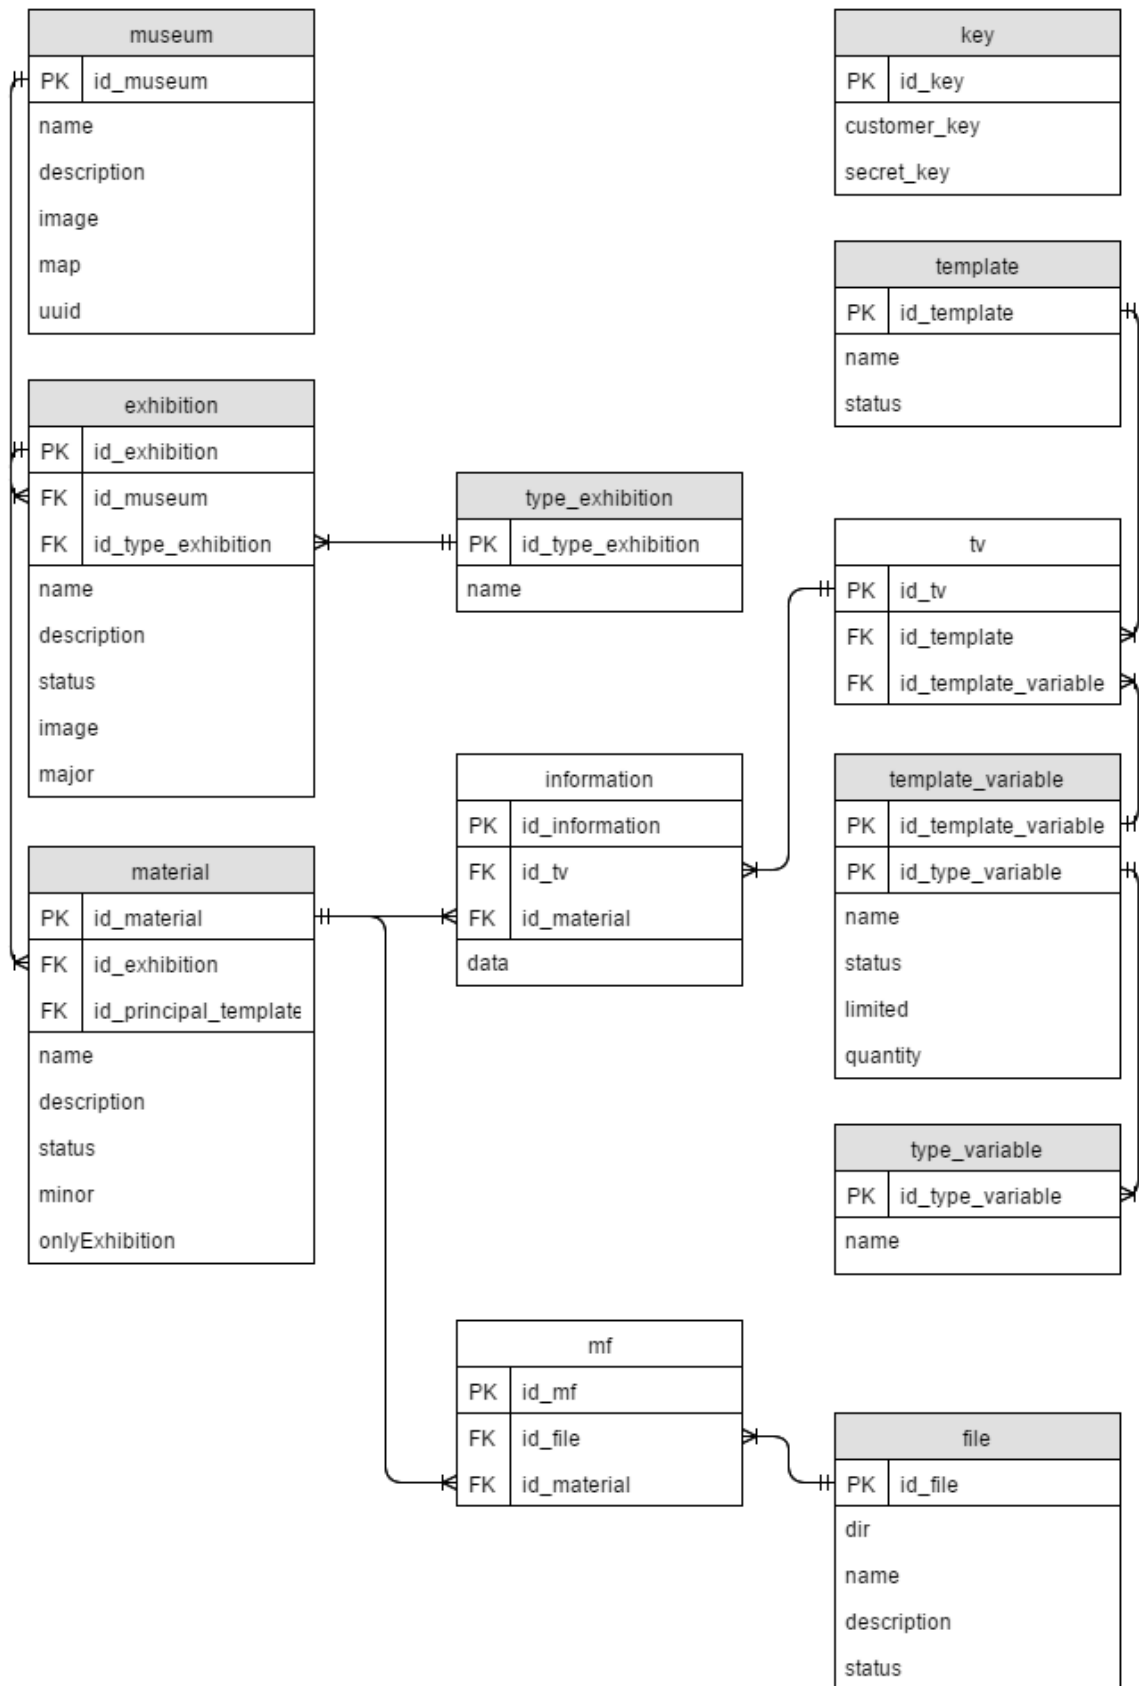 museum
PK id_museum
name
description
image
map
uuid
exhibition
PK id_exhibition
FK id_museum
FK id_type_exhibition
name
description
status
image
major
material
PK id_material
FK id_exhibition
FK id_principal_template
name
description
status
minor
onlyExhibition
type_exhibition
PK id_type_exhibition
name
information
PK id_information
FK id_tv
FK id_material
data
mf
PK id_mf
FK id_file
FK id_material
key
PK id_key
customer_key
secret_key
template
PK id_template
name
status
tv
PK id_tv
FK id_template
FK id_template_variable
template_variable
PK id_template_variable
PK id_type_variable
name
status
limited
quantity
type_variable
PK id_type_variable
name
file
PK id_file
dir
name
description
status